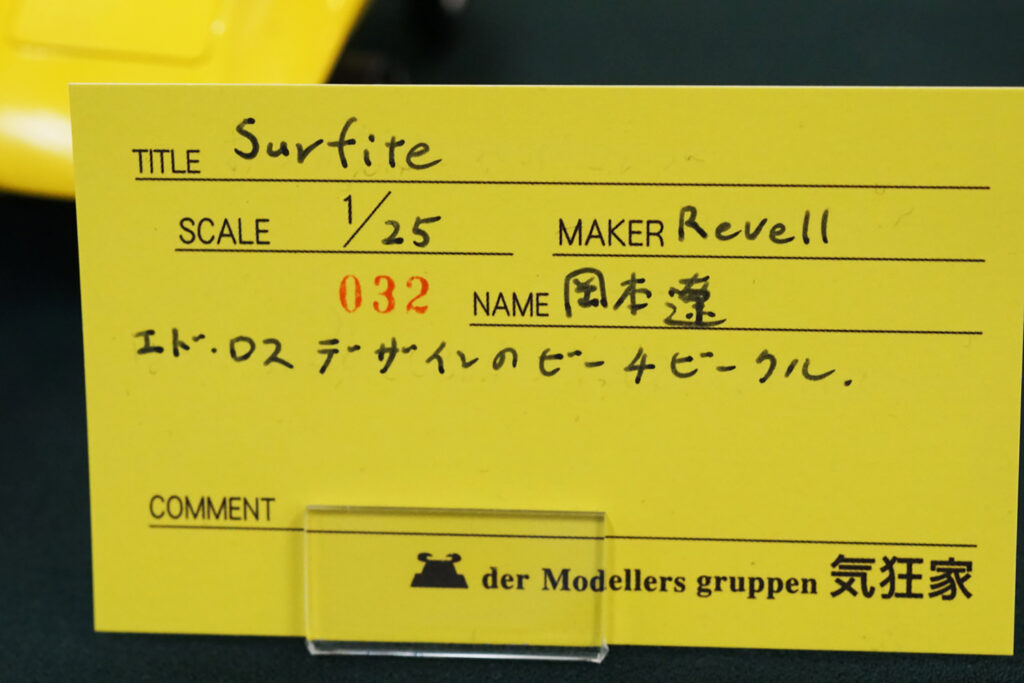 TITLE Surfite
SCALE 1/25 MAKER Revell
032 NAME 岡本遼
エド・ロス デザインのビーチビークル.
COMMENT
der Modellers gruppen 気狂家